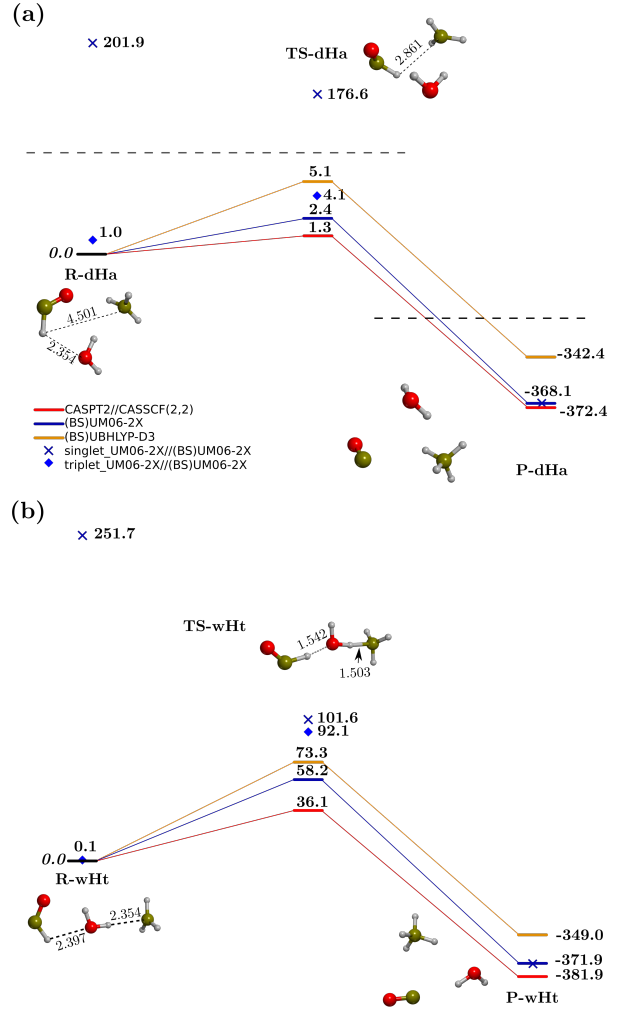 (a)
201.9
TS-dHa
2.861
176.6
5.1
4.1
2.4
1.3
1.0
0.0
R-dHa
4.501
2.354
-342.4
-368.1
-372.4
CASPT2//CASSCF(2,2)
(BS)UM06-2X
(BS)UBHLYP-D3
singlet_UM06-2X//(BS)UM06-2X
triplet_UM06-2X//(BS)UM06-2X
P-dHa
(b)
251.7
TS-wHt
1.542
1.503
101.6
92.1
73.3
58.2
36.1
0.1
0.0
R-wHt
2.354
2.397
-349.0
-371.9
-381.9
P-wHt